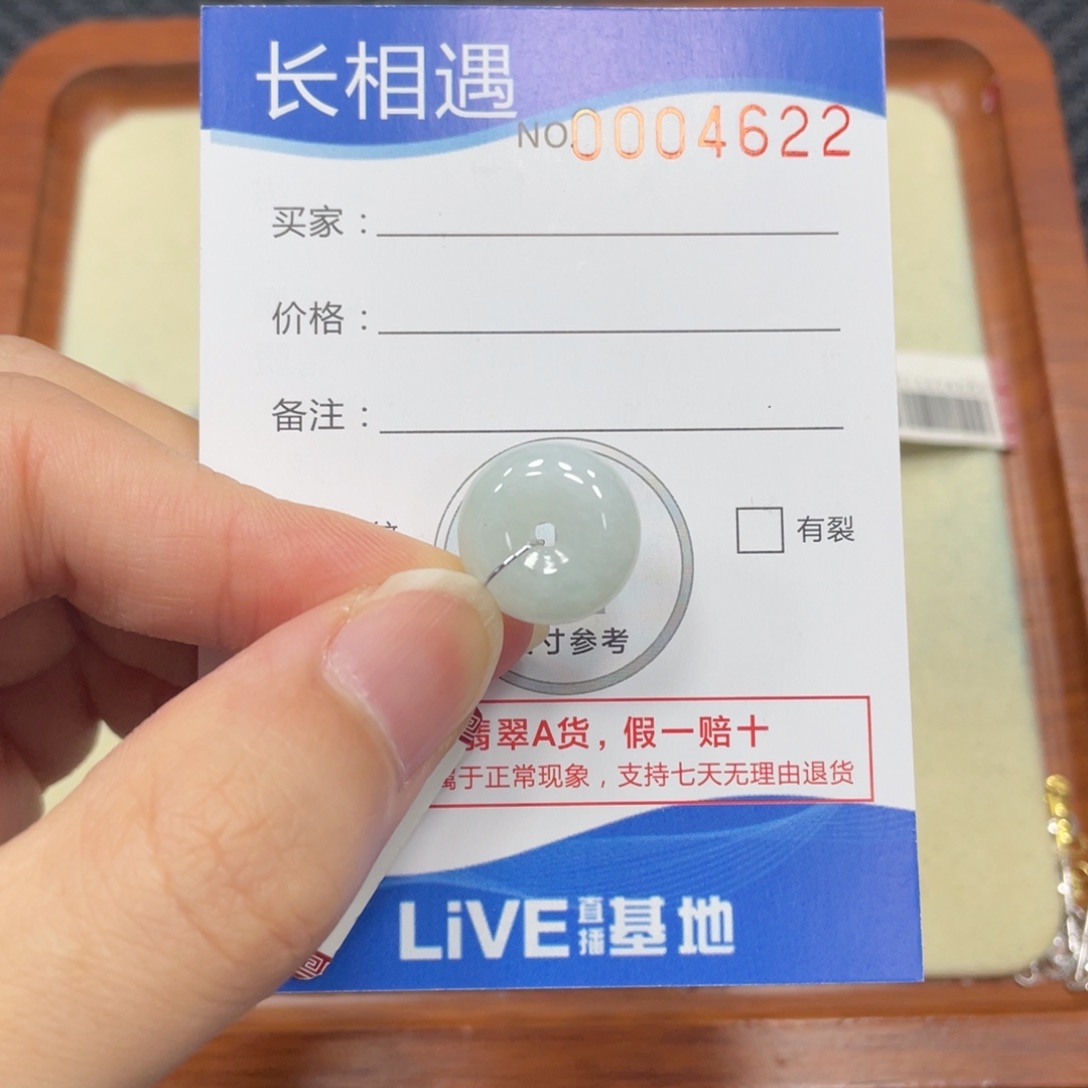 长相遇
NO.0004622
买家：
价格：
备注：
有裂
寸参考
翡翠A货，假一赔十
属于正常现象，支持七天无理由退货
LiVE直播基地